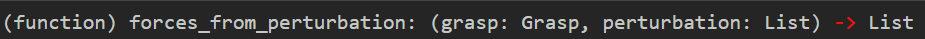 (function) forces_from_perturbation: (grasp: Grasp, perturbation: List) -> List